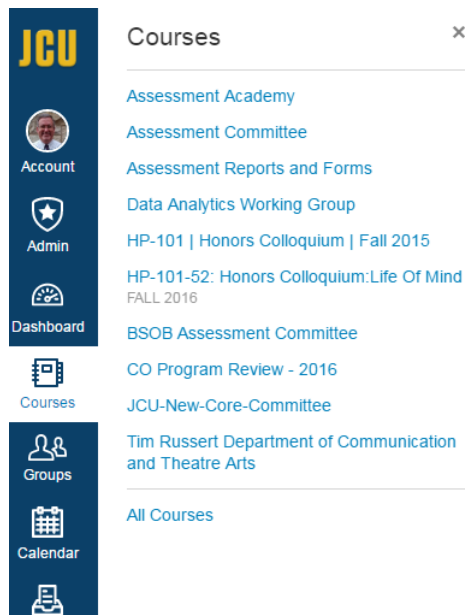 JCU
Account
Admin
Dashboard
Courses
Groups
Calendar
Courses
×
Assessment Academy
Assessment Committee
Assessment Reports and Forms
Data Analytics Working Group
HP-101 | Honors Colloquium | Fall 2015
HP-101-52: Honors Colloquium:Life Of Mind
FALL 2016
BSOB Assessment Committee
CO Program Review - 2016
JCU-New-Core-Committee
Tim Russert Department of Communication
and Theatre Arts
All Courses